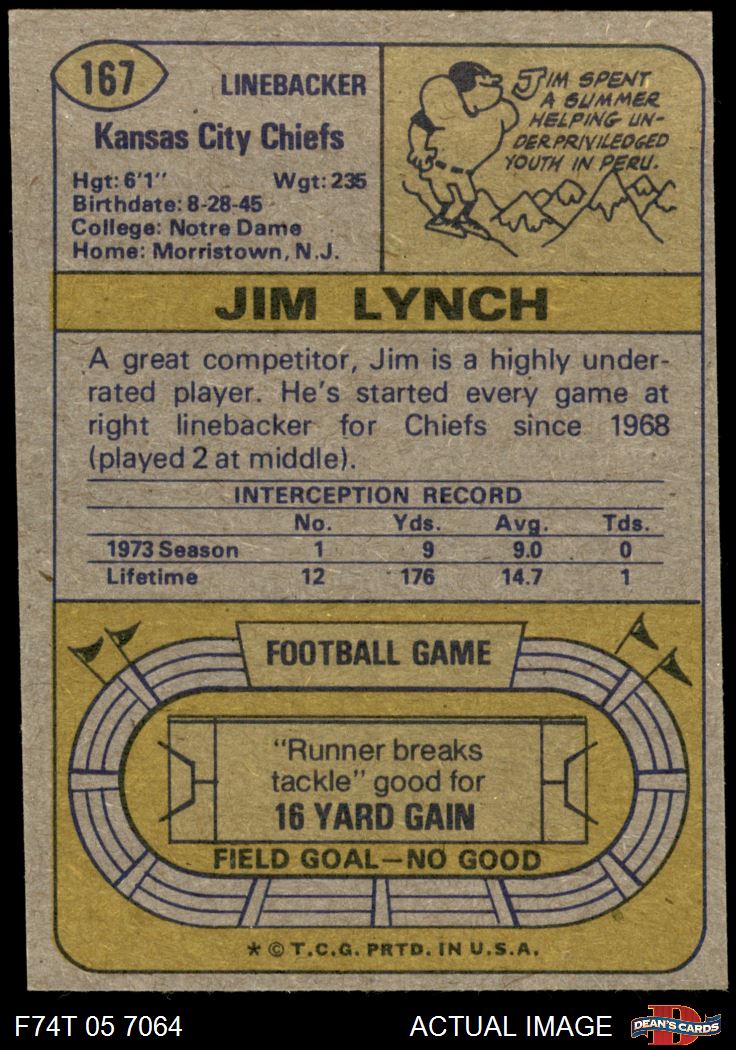 167
LINEBACKER
Kansas City Chiefs
Hgt: 6'1" Wgt: 235
Birthdate: 8-28-45
College: Notre Dame
Home: Morristown, N.J.
JIM SPENT
A SUMMER
HELPING UN-
DERPRIVILEDGED
YOUTH IN PERU.
JIM LYNCH
A great competitor, Jim is a highly under-
rated player. He's started every game at
right linebacker for Chiefs since 1968
(played 2 at middle).
INTERCEPTION RECORD
No. Yds. Avg. Tds.
1973 Season 1 9 9.0 0
Lifetime 12 176 14.7 1
FOOTBALL GAME
"Runner breaks
tackle" good for
16 YARD GAIN
FIELD GOAL—NO GOOD
* © T.C.G. PRTD. IN U.S.A.
F74T 05 7064 ACTUAL IMAGE D DEAN'S CARDS